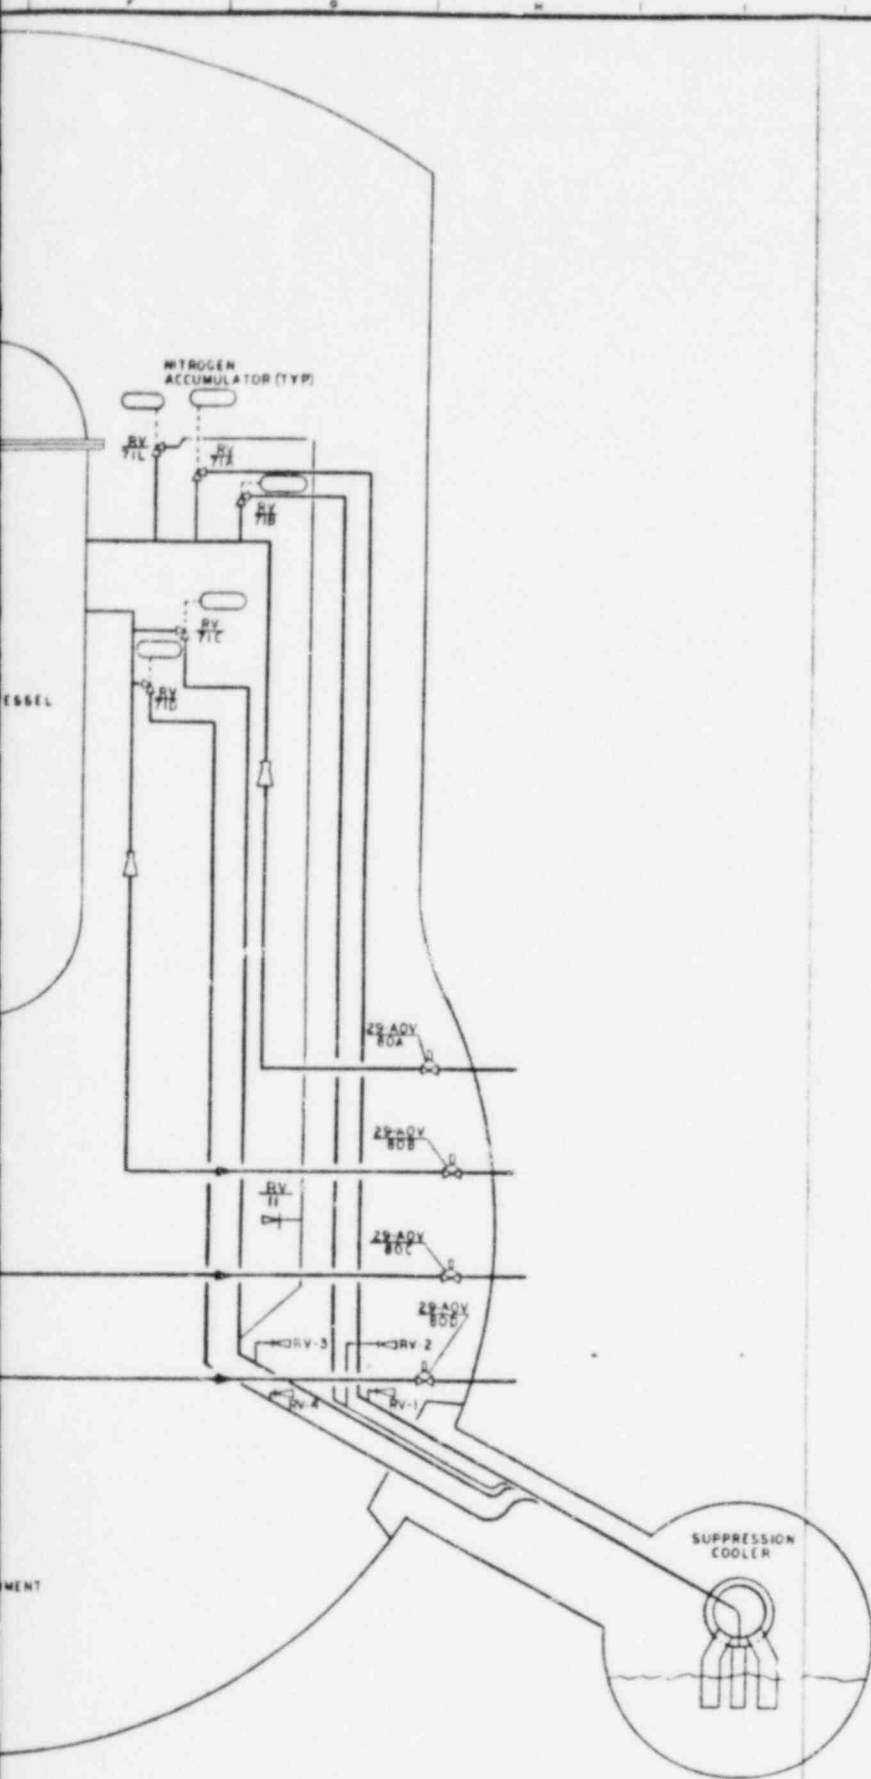 F G H I
NITROGEN
ACCUMULATOR (TYP)
RV
71L
RV
71A
RV
71B
RV
71C
RV
71D
ESSEL
29-AOV
80A
29-AOV
80B
RV
11
29-AOV
80C
29-AOV
80D
RV-3
RV-2
RV-4
RV-1
SUPPRESSION
COOLER
MENT